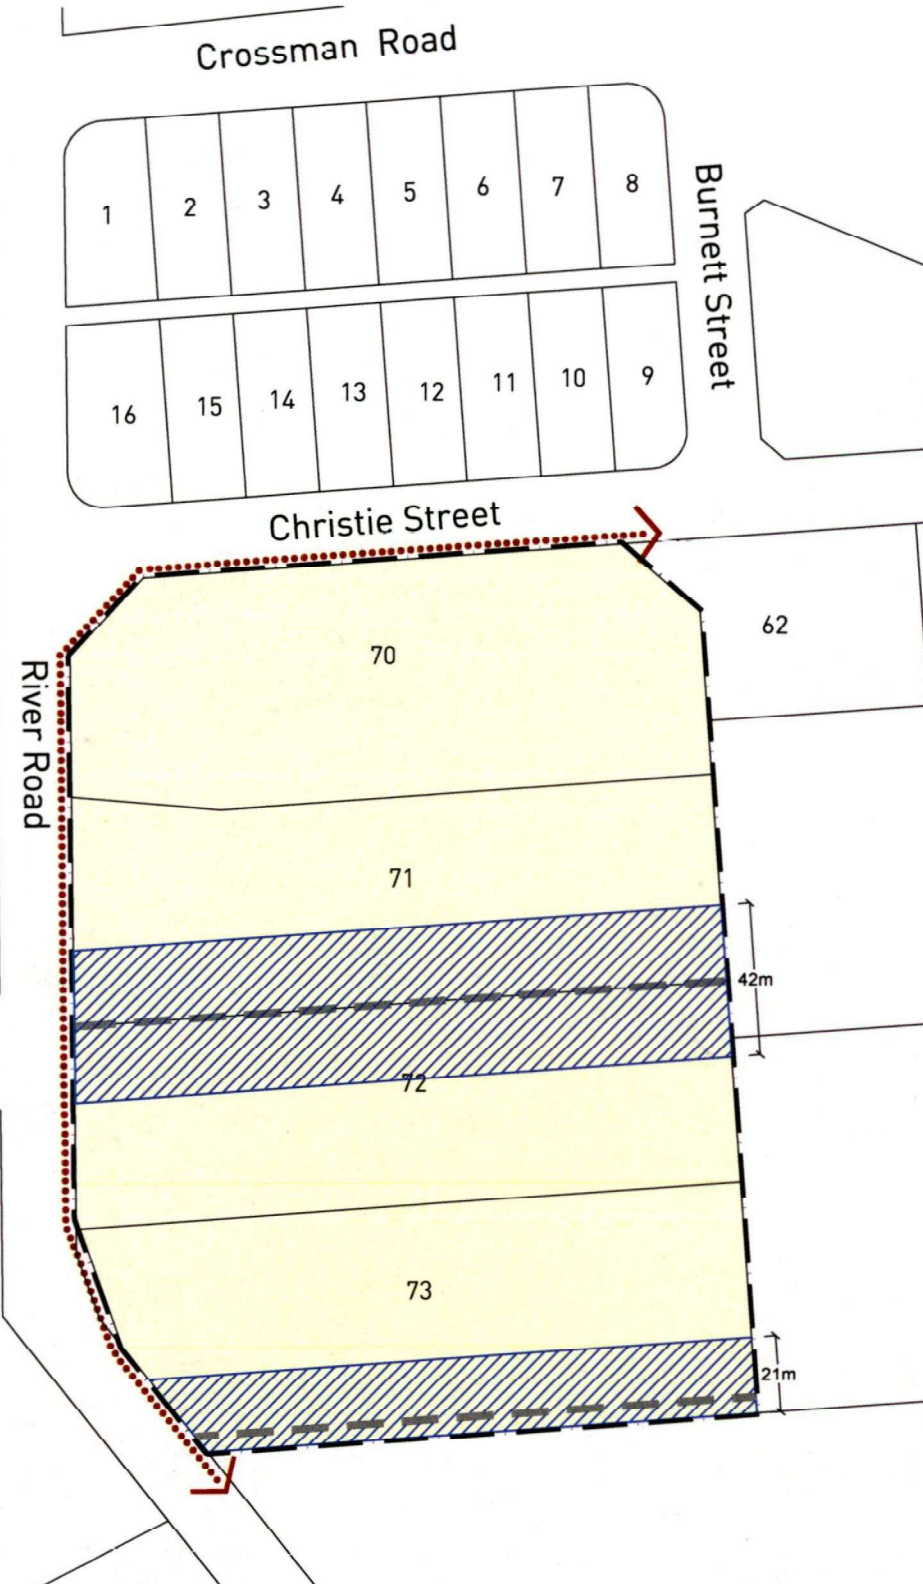 Crossman Road
1 2 3 4 5 6 7 8
Burnett Street
16 15 14 13 12 11 10 9
Christie Street
70
62
River Road
71
42m
72
73
21m